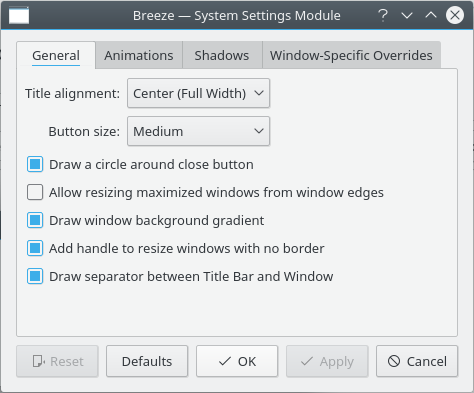 Breeze — System Settings Module
General Animations Shadows Window-Specific Overrides
Title alignment: Center (Full Width)
Button size: Medium
Draw a circle around close button
Allow resizing maximized windows from window edges
Draw window background gradient
Add handle to resize windows with no border
Draw separator between Title Bar and Window
Reset Defaults OK Apply Cancel